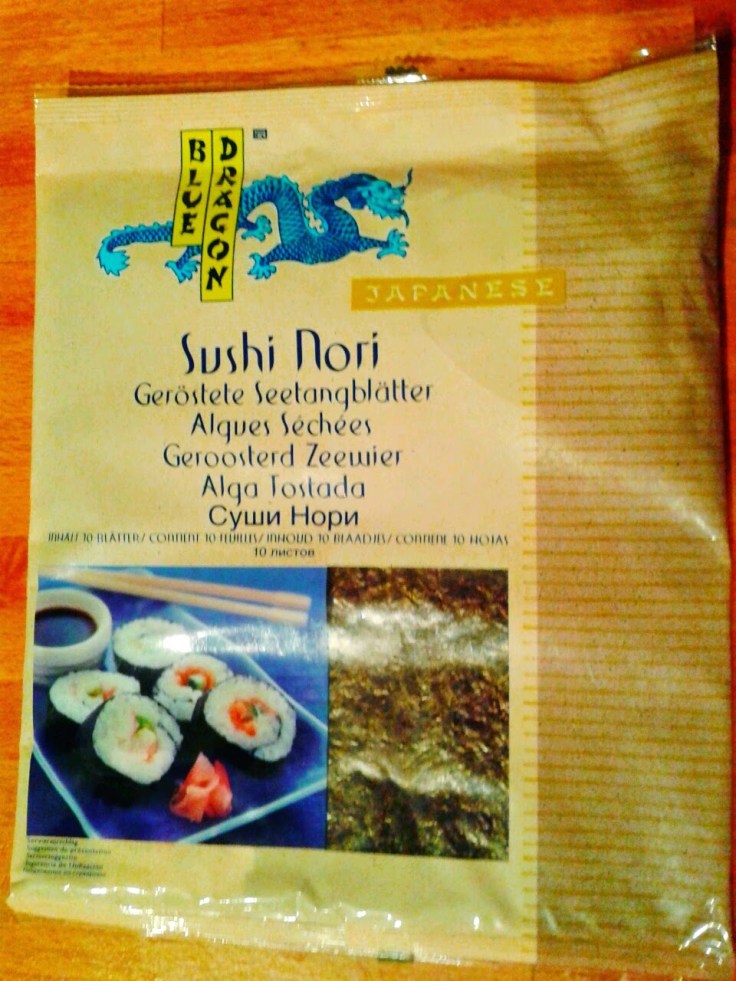 BLUE
DRAGON
JAPANESE
Sushi Nori
Geröstete Seetangblätter
Algues Séchées
Geroosterd Zeewier
Alga Tostada
Суши Нори
INHALT 10 BLÄTTER/ CONTIENT 10 FEUILLES/ INHOUD 10 BLAADJES/ CONTIENE 10 HOJAS
10 листов